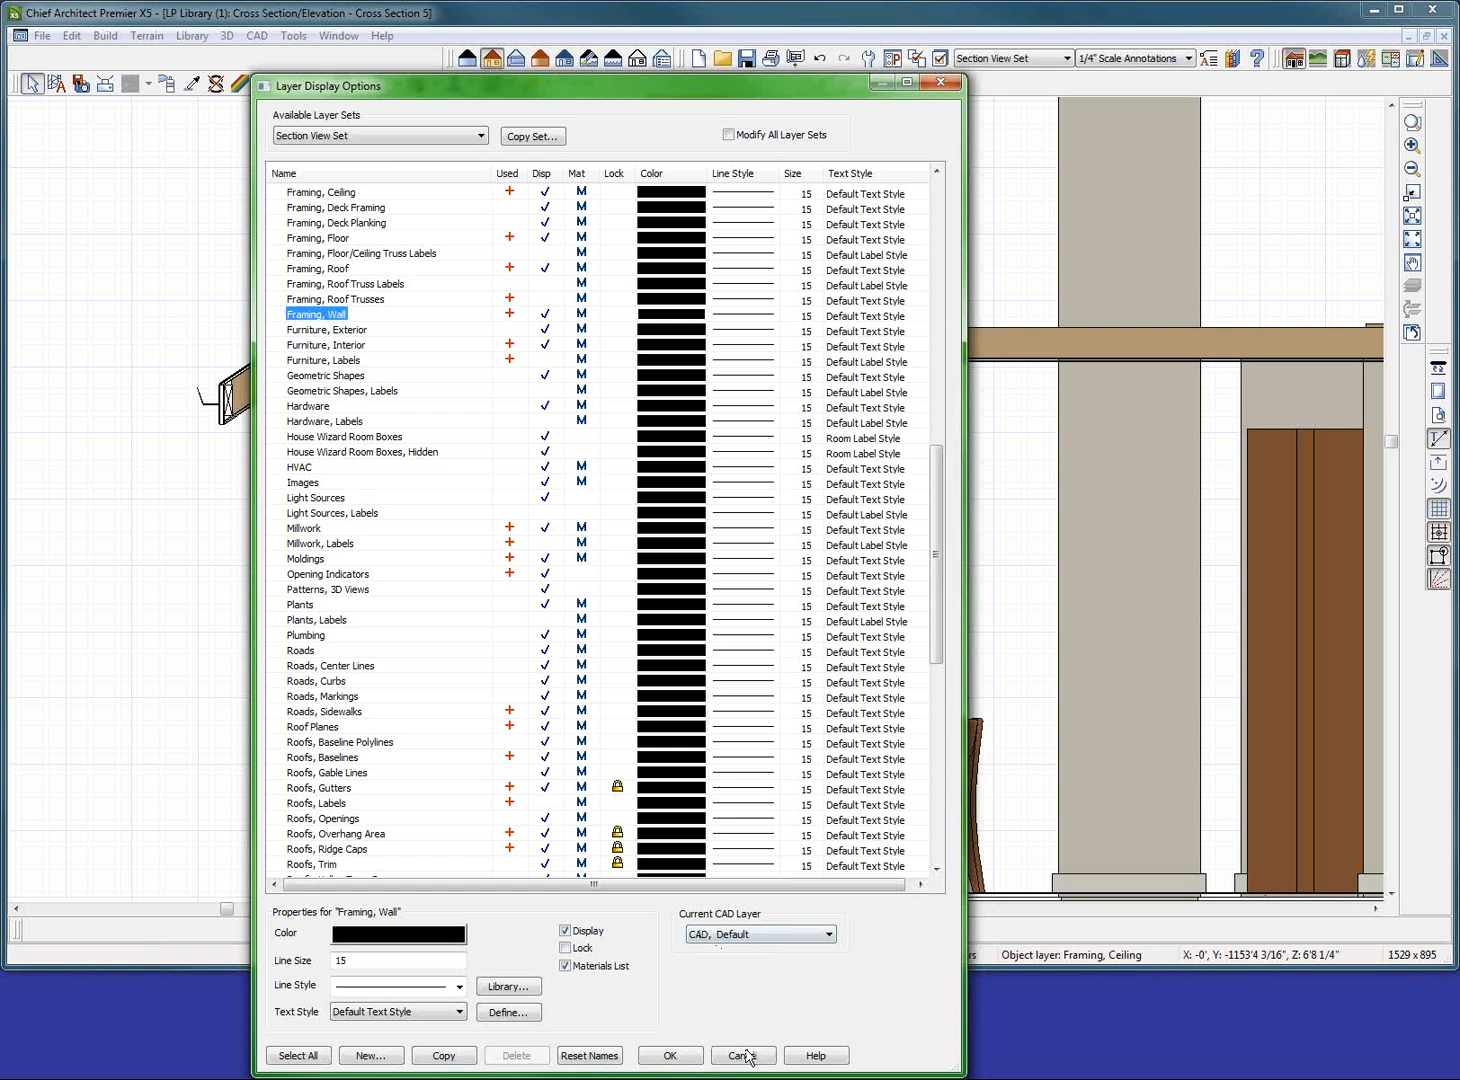 Chief Architect Premier X5 - [LP Library (1): Cross Section/Elevation - Cross Section 5]
File Edit Build Terrain Library 3D CAD Tools Window Help
Section View Set 1/4" Scale Annotations
Layer Display Options
Available Layer Sets
Section View Set Copy Set... Modify All Layer Sets
Name Used Disp Mat Lock Color Line Style Size Text Style
Framing, Ceiling + ✓ M 15 Default Text Style
Framing, Deck Framing ✓ M 15 Default Text Style
Framing, Deck Planking ✓ M 15 Default Text Style
Framing, Floor + ✓ M 15 Default Text Style
Framing, Floor/Ceiling Truss Labels M 15 Default Label Style
Framing, Roof + ✓ M 15 Default Text Style
Framing, Roof Truss Labels M 15 Default Label Style
Framing, Roof Trusses + M 15 Default Text Style
Framing, Wall + ✓ M 15 Default Text Style
Furniture, Exterior ✓ M 15 Default Text Style
Furniture, Interior + ✓ M 15 Default Text Style
Furniture, Labels + M 15 Default Label Style
Geometric Shapes ✓ M 15 Default Text Style
Geometric Shapes, Labels M 15 Default Label Style
Hardware ✓ M 15 Default Text Style
Hardware, Labels M 15 Default Label Style
House Wizard Room Boxes ✓ 15 Room Label Style
House Wizard Room Boxes, Hidden ✓ 15 Room Label Style
HVAC ✓ M 15 Default Text Style
Images ✓ M 15 Default Text Style
Light Sources ✓ 15 Default Text Style
Light Sources, Labels 15 Default Label Style
Millwork + ✓ M 15 Default Text Style
Millwork, Labels + M 15 Default Label Style
Moldings + ✓ M 15 Default Text Style
Opening Indicators + ✓ 15 Default Text Style
Patterns, 3D Views ✓ 15 Default Text Style
Plants ✓ M 15 Default Text Style
Plants, Labels M 15 Default Label Style
Plumbing ✓ M 15 Default Text Style
Roads ✓ M 15 Default Text Style
Roads, Center Lines ✓ M 15 Default Text Style
Roads, Curbs ✓ M 15 Default Text Style
Roads, Markings ✓ M 15 Default Text Style
Roads, Sidewalks + ✓ M 15 Default Text Style
Roof Planes + ✓ M 15 Default Text Style
Roofs, Baseline Polylines ✓ M 15 Default Text Style
Roofs, Baselines + ✓ M 15 Default Text Style
Roofs, Gable Lines ✓ M 15 Default Text Style
Roofs, Gutters + ✓ M 15 Default Text Style
Roofs, Labels + M 15 Default Text Style
Roofs, Openings ✓ M 15 Default Text Style
Roofs, Overhang Area + ✓ M 15 Default Text Style
Roofs, Ridge Caps + ✓ M 15 Default Text Style
Roofs, Trim ✓ M 15 Default Text Style
Properties for "Framing, Wall"
Color
Line Size 15
Line Style Library...
Text Style Default Text Style Define...
Display
Lock
Materials List
Current CAD Layer
CAD, Default
Select All New... Copy Delete Reset Names OK Help
Object layer: Framing, Ceiling X: -0', Y: -1153'4 3/16", Z: 6'8 1/4" 1529 x 895